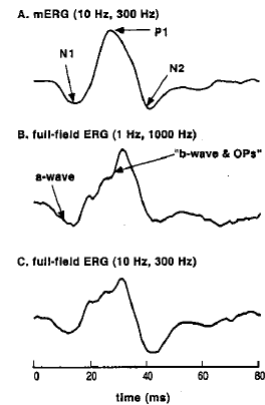 A. mERG (10 Hz, 300 Hz)
P1
N1
N2
B. full-field ERG (1 Hz, 1000 Hz)
"b-wave & OPs"
a-wave
C. full-field ERG (10 Hz, 300 Hz)
0 20 40 60 80
time (ms)